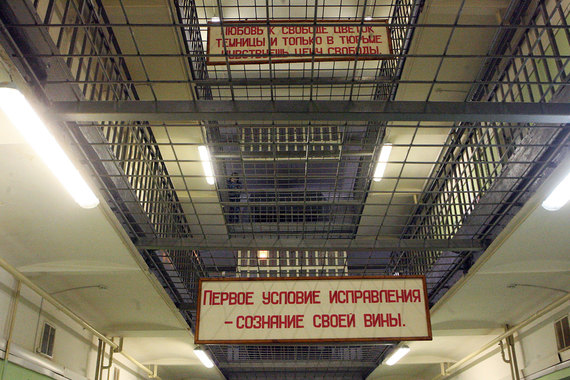 ЛЮБОВЬ К СВОБОДЕ ЦВЕТОК
ТЕМНИЦЫ И ТОЛЬКО В ТЮРЬМЕ
ЧУВСТВУЕШЬ ЦЕНУ СВОБОДЫ.
ПЕРВОЕ УСЛОВИЕ ИСПРАВЛЕНИЯ
– СОЗНАНИЕ СВОЕЙ ВИНЫ.